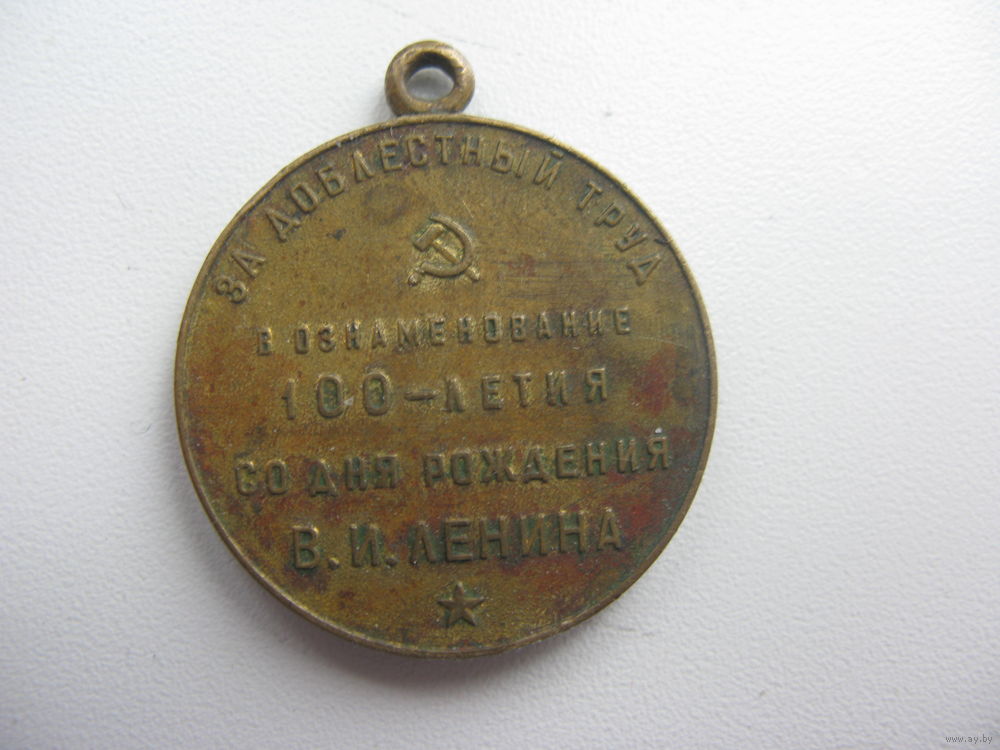 ЗА ДОБЛЕСТНЫЙ ТРУД
В ОЗНАМЕНОВАНИЕ
100-ЛЕТИЯ
СО ДНЯ РОЖДЕНИЯ
В.И. ЛЕНИНА
www.ay.by